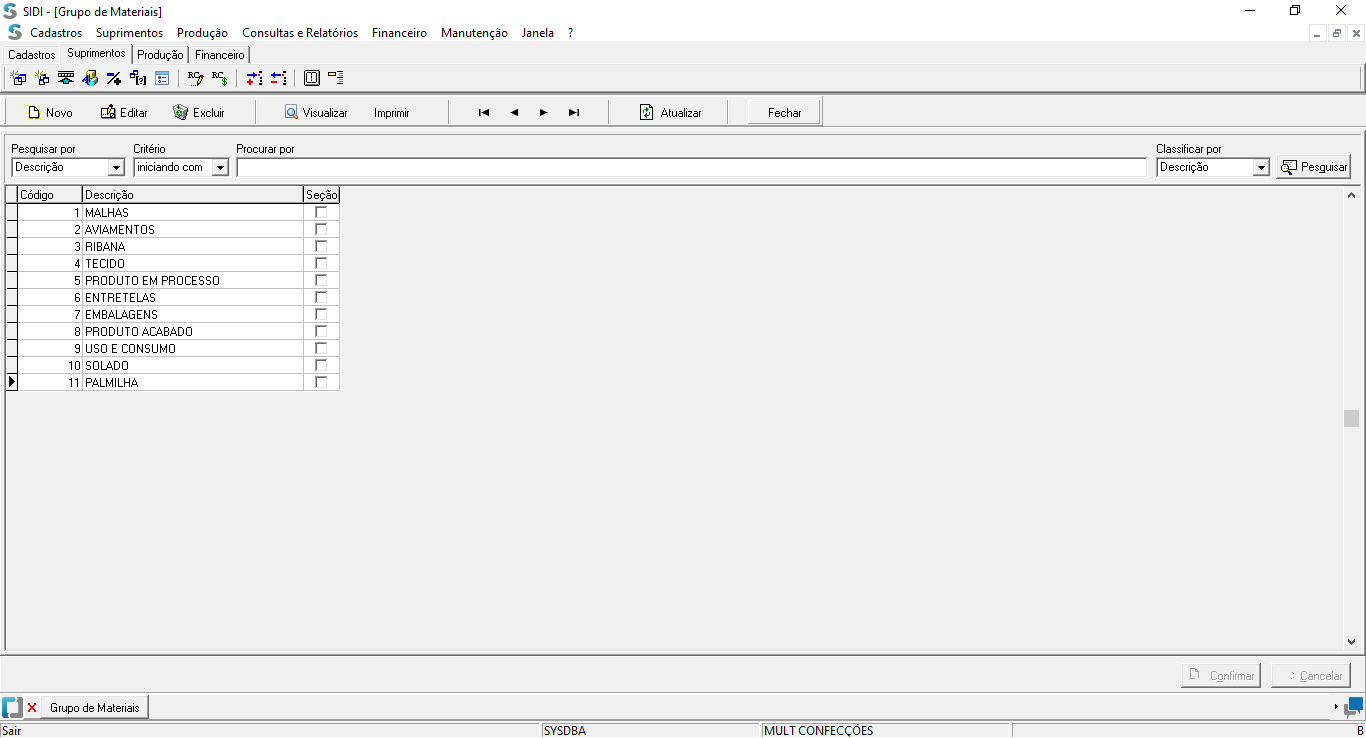 SIDI - [Grupo de Materiais]
Cadastros Suprimentos Produção Consultas e Relatórios Financeiro Manutenção Janela ?
Cadastros Suprimentos Produção Financeiro
Novo Editar Excluir Visualizar Imprimir Atualizar Fechar
Pesquisar por Critério Procurar por Classificar por
Descrição iniciando com Descrição Pesquisar
Código Descrição Seção
1 MALHAS
2 AVIAMENTOS
3 RIBANA
4 TECIDO
5 PRODUTO EM PROCESSO
6 ENTRETELAS
7 EMBALAGENS
8 PRODUTO ACABADO
9 USO E CONSUMO
10 SOLADO
11 PALMILHA
Confirmar Cancelar
Grupo de Materiais
Sair SYSDBA MULT CONFECÇÕES B